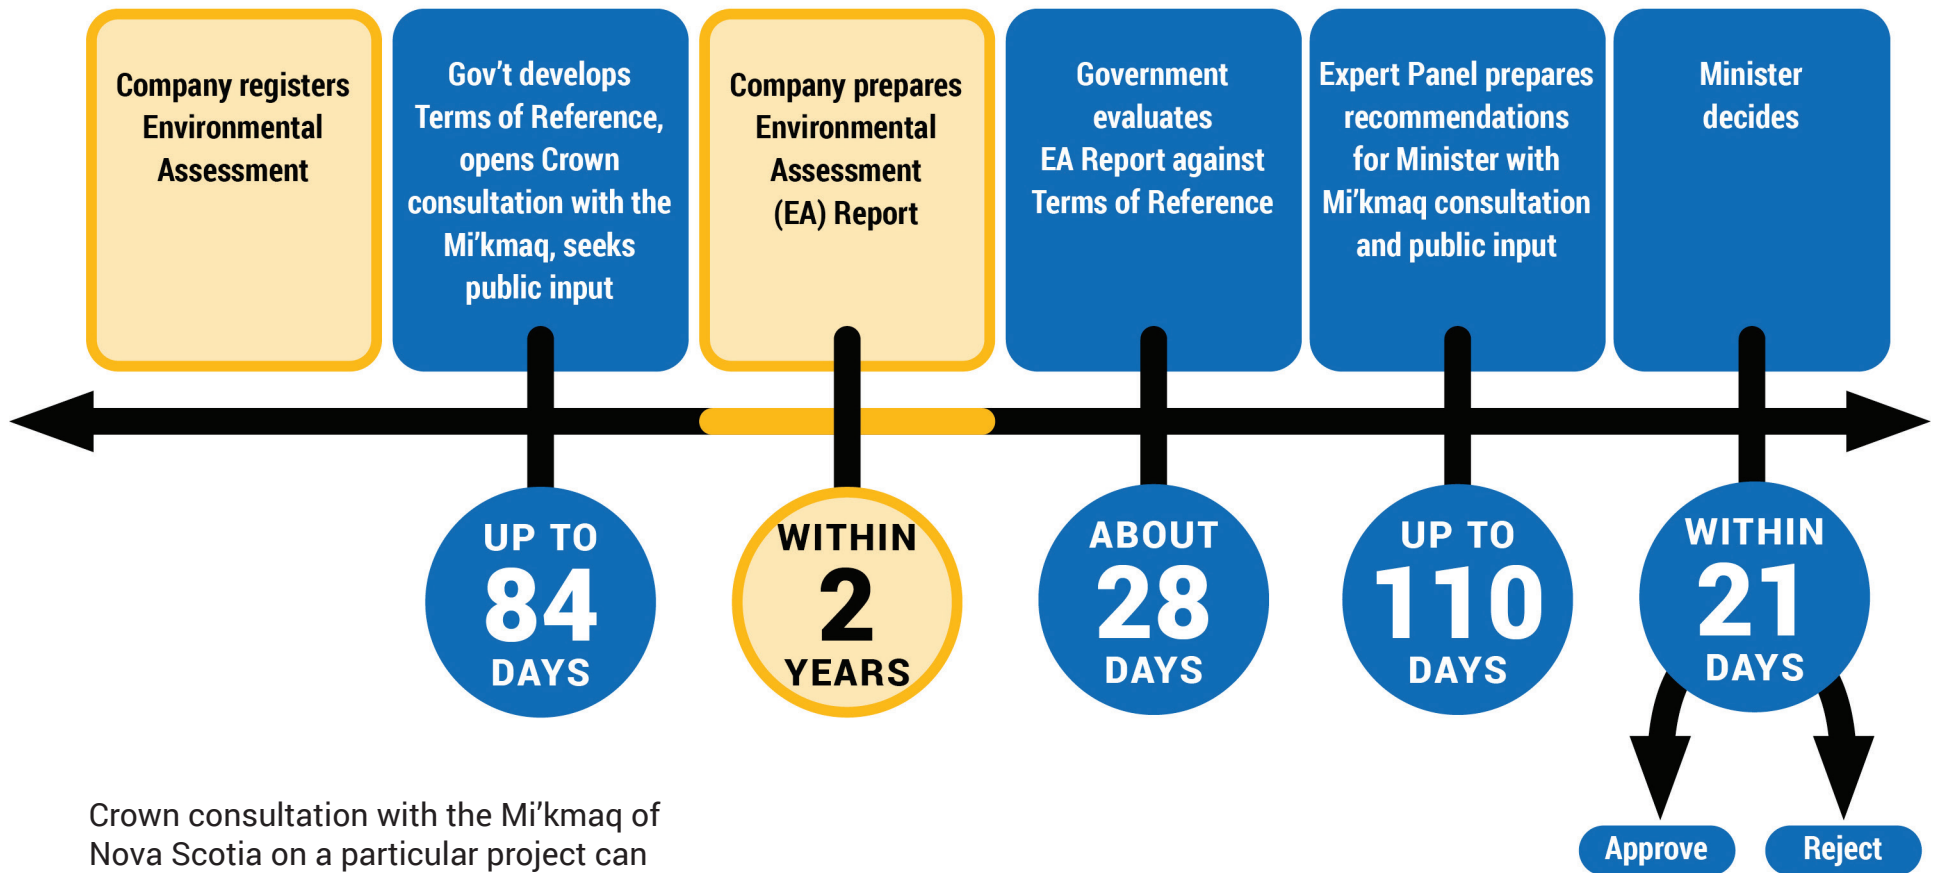 Company registers
Environmental
Assessment
Gov’t develops
Terms of Reference,
opens Crown
consultation with the
Mi’kmaq, seeks
public input
Company prepares
Environmental
Assessment
(EA) Report
Government
evaluates
EA Report against
Terms of Reference
Expert Panel prepares
recommendations
for Minister with
Mi’kmaq consultation
and public input
Minister
decides
UP TO
84
DAYS
WITHIN
2
YEARS
ABOUT
28
DAYS
UP TO
110
DAYS
WITHIN
21
DAYS
Approve
Reject
Crown consultation with the Mi’kmaq of
Nova Scotia on a particular project can